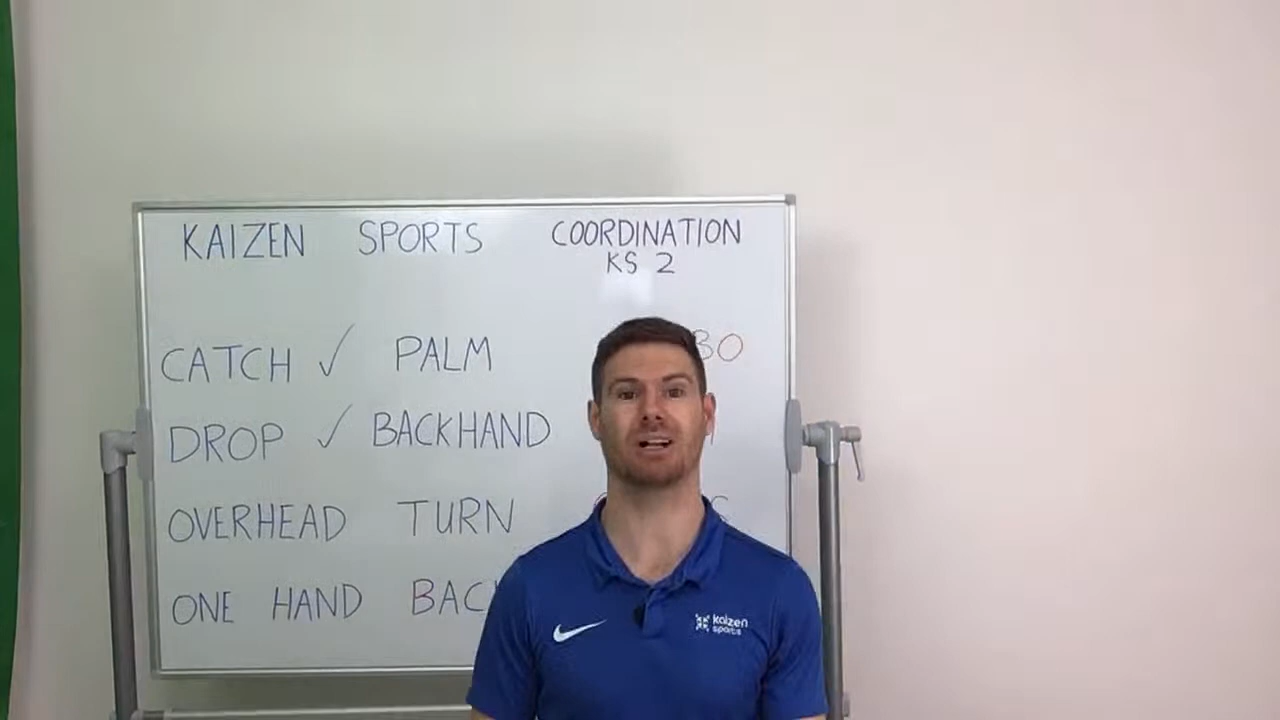 KAIZEN SPORTS COORDINATION
KS 2
CATCH ✓ PALM
DROP ✓ BACKHAND
OVERHEAD TURN
ONE HAND
kaizen
sports